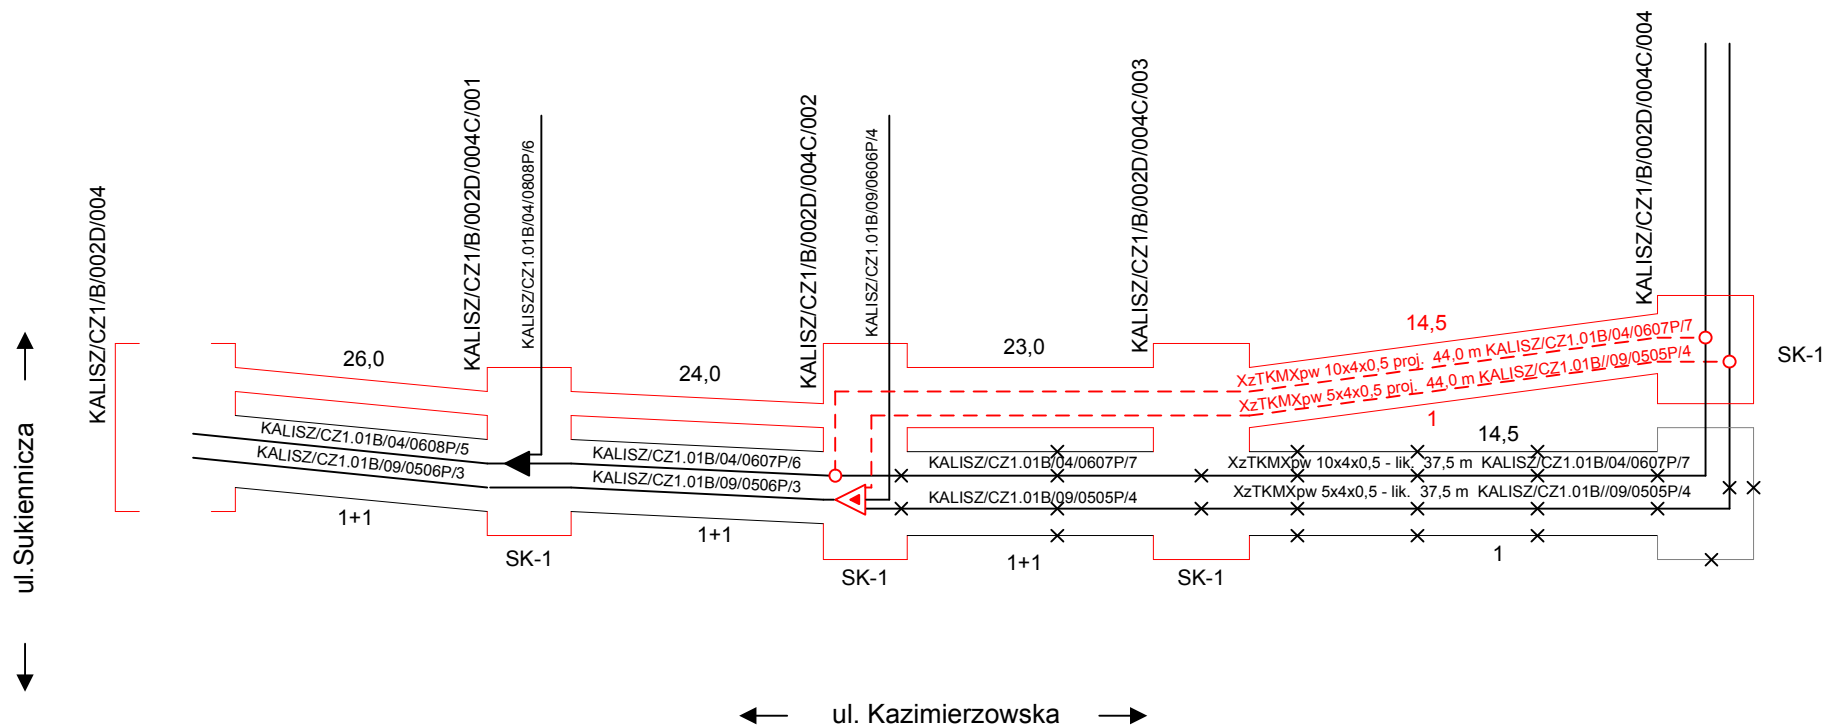 KALISZ/CZ1/B/002D/004
KALISZ/CZ1/B/002D/004C/001
KALISZ/CZ1.01B/04/0808P/6
KALISZ/CZ1/B/002D/004C/002
KALISZ/CZ1.01B/09/0606P/4
KALISZ/CZ1/B/002D/004C/003
KALISZ/CZ1/B/002D/004C/004
26,0
24,0
23,0
14,5
XzTKMXpw 10x4x0,5 proj. 44,0 m KALISZ/CZ1.01B/04/0607P/7
XzTKMXpw 5x4x0,5 proj. 44,0 m KALISZ/CZ1.01B//09/0505P/4
SK-1
1
14,5
KALISZ/CZ1.01B/04/0608P/5
KALISZ/CZ1.01B/04/0607P/6
KALISZ/CZ1.01B/04/0607P/7
XzTKMXpw 10x4x0,5 - lik. 37,5 m KALISZ/CZ1.01B/04/0607P/7
KALISZ/CZ1.01B/09/0506P/3
KALISZ/CZ1.01B/09/0506P/3
KALISZ/CZ1.01B/09/0505P/4
XzTKMXpw 5x4x0,5 - lik. 37,5 m KALISZ/CZ1.01B//09/0505P/4
1+1
1+1
1+1
1
SK-1
SK-1
SK-1
ul.Sukiennicza
ul. Kazimierzowska